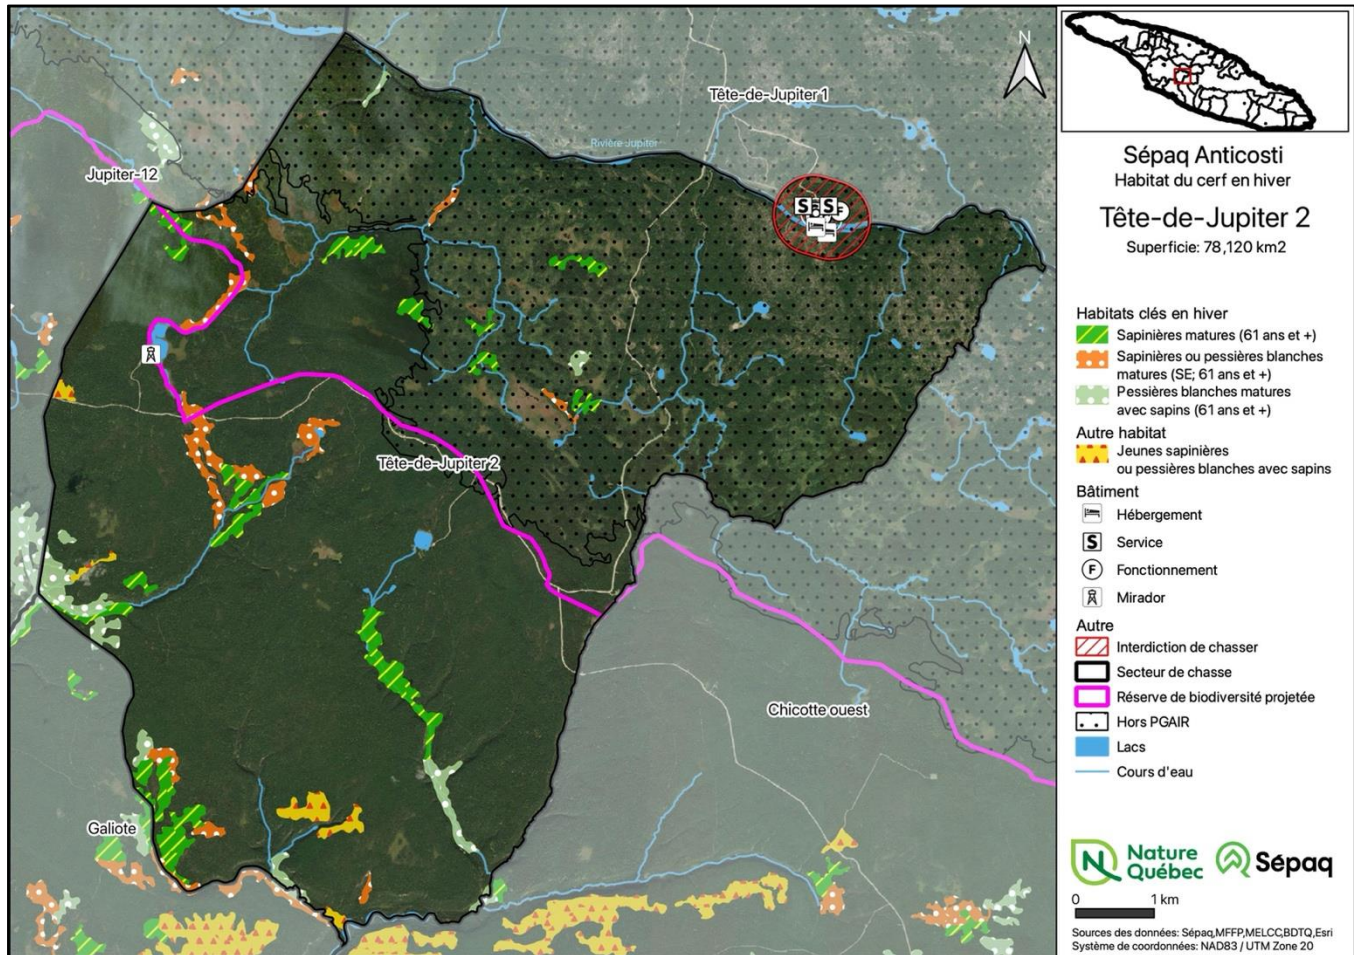 N
Tête-de-Jupiter 1
Rivière Jupiter
Jupiter-12
S
S
F
Tête-de-Jupiter 2
Chicotte ouest
Galiote
Sépaq Anticosti
Habitat du cerf en hiver
Tête-de-Jupiter 2
Superficie: 78,120 km2
Habitats clés en hiver
Sapinières matures (61 ans et +)
Sapinières ou pessières blanches
matures (SE; 61 ans et +)
Pessières blanches matures
avec sapins (61 ans et +)
Autre habitat
Jeunes sapinières
ou pessières blanches avec sapins
Bâtiment
Hébergement
S Service
F Fonctionnement
Mirador
Autre
Interdiction de chasser
Secteur de chasse
Réserve de biodiversité projetée
Hors PGAIR
Lacs
Cours d'eau
Nature
Québec
Sépaq
0 1 km
Sources des données: Sépaq,MFFP,MELCC,BDTQ,Esri
Système de coordonnées: NAD83 / UTM Zone 20